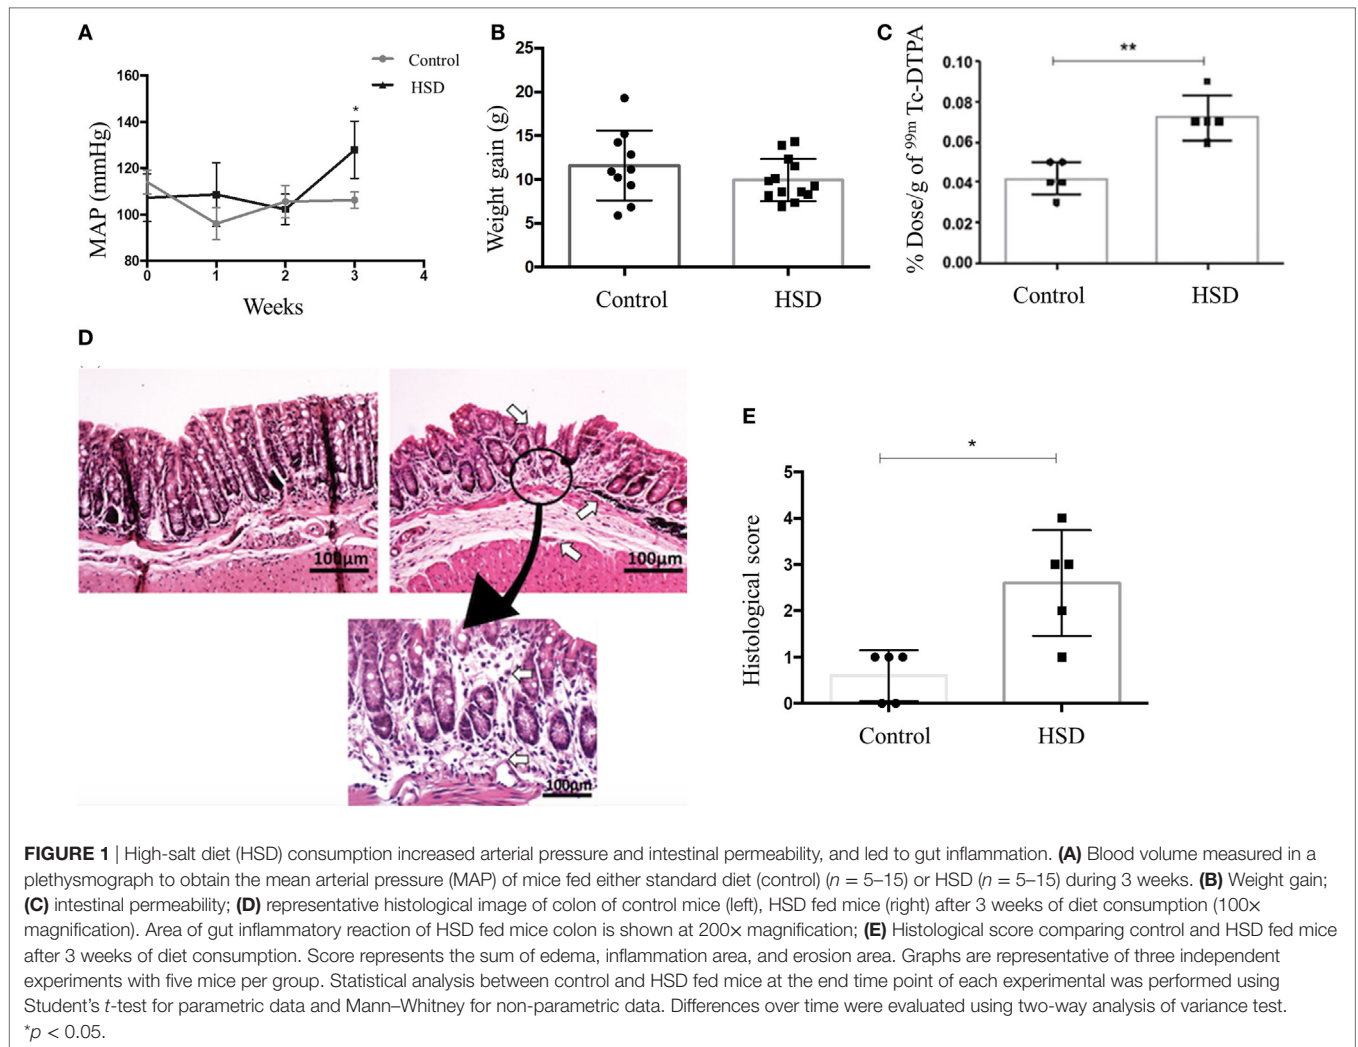 A
Control
HSD
160
140
120
100
80
MAP (mmHg)
*
0
1
2
3
4
Weeks
B
25
20
15
10
5
0
Weight gain (g)
Control
HSD
C
**
0.10
0.08
0.06
0.04
0.02
0.00
% Dose/g of ⁹⁹ᵐ Tc-DTPA
Control
HSD
D
100µm
100µm
100µm
E
*
5
4
3
2
1
0
Histological score
Control
HSD
FIGURE 1 | High-salt diet (HSD) consumption increased arterial pressure and intestinal permeability, and led to gut inflammation. (A) Blood volume measured in a
plethysmograph to obtain the mean arterial pressure (MAP) of mice fed either standard diet (control) (n = 5–15) or HSD (n = 5–15) during 3 weeks. (B) Weight gain;
(C) intestinal permeability; (D) representative histological image of colon of control mice (left), HSD fed mice (right) after 3 weeks of diet consumption (100×
magnification). Area of gut inflammatory reaction of HSD fed mice colon is shown at 200× magnification; (E) Histological score comparing control and HSD fed mice
after 3 weeks of diet consumption. Score represents the sum of edema, inflammation area, and erosion area. Graphs are representative of three independent
experiments with five mice per group. Statistical analysis between control and HSD fed mice at the end time point of each experimental was performed using
Student's t-test for parametric data and Mann–Whitney for non-parametric data. Differences over time were evaluated using two-way analysis of variance test.
*p < 0.05.